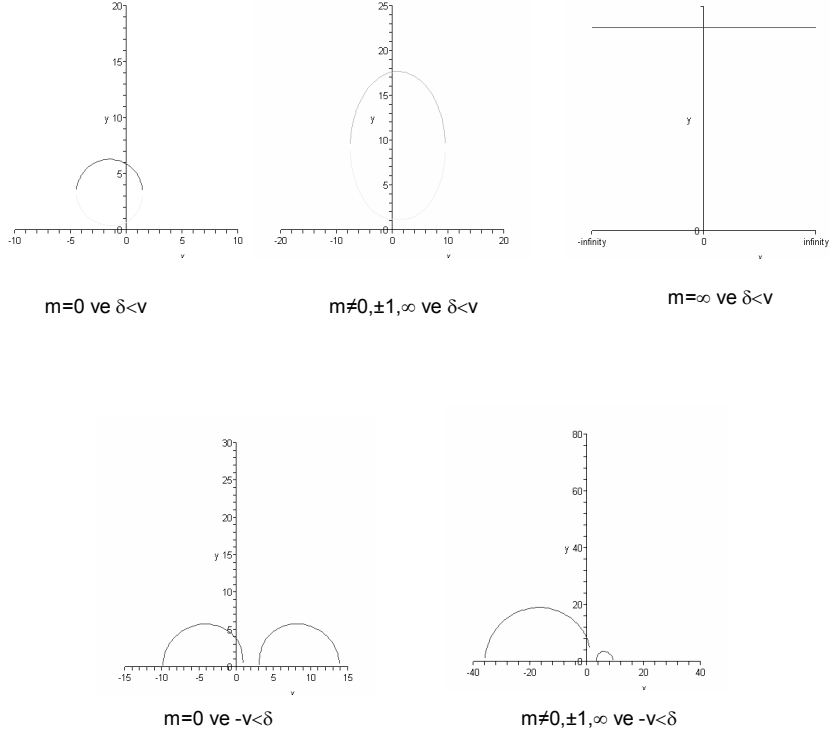 20
15
y 10
5
0
-10 -5 0 5 10
v
m=0 ve δ<v
25
20
15
y
10
5
0
-20 -10 0 10 20
v
m≠0,±1,∞ ve δ<v
y
0
-infinity 0 infinity
v
m=∞ ve δ<v
30
25
20
y 15
10
5
0
-15 -10 -5 0 5 10 15
v
m=0 ve -v<δ
80
60
y 40
20
0
-40 -20 0 20 40
x
m≠0,±1,∞ ve -v<δ